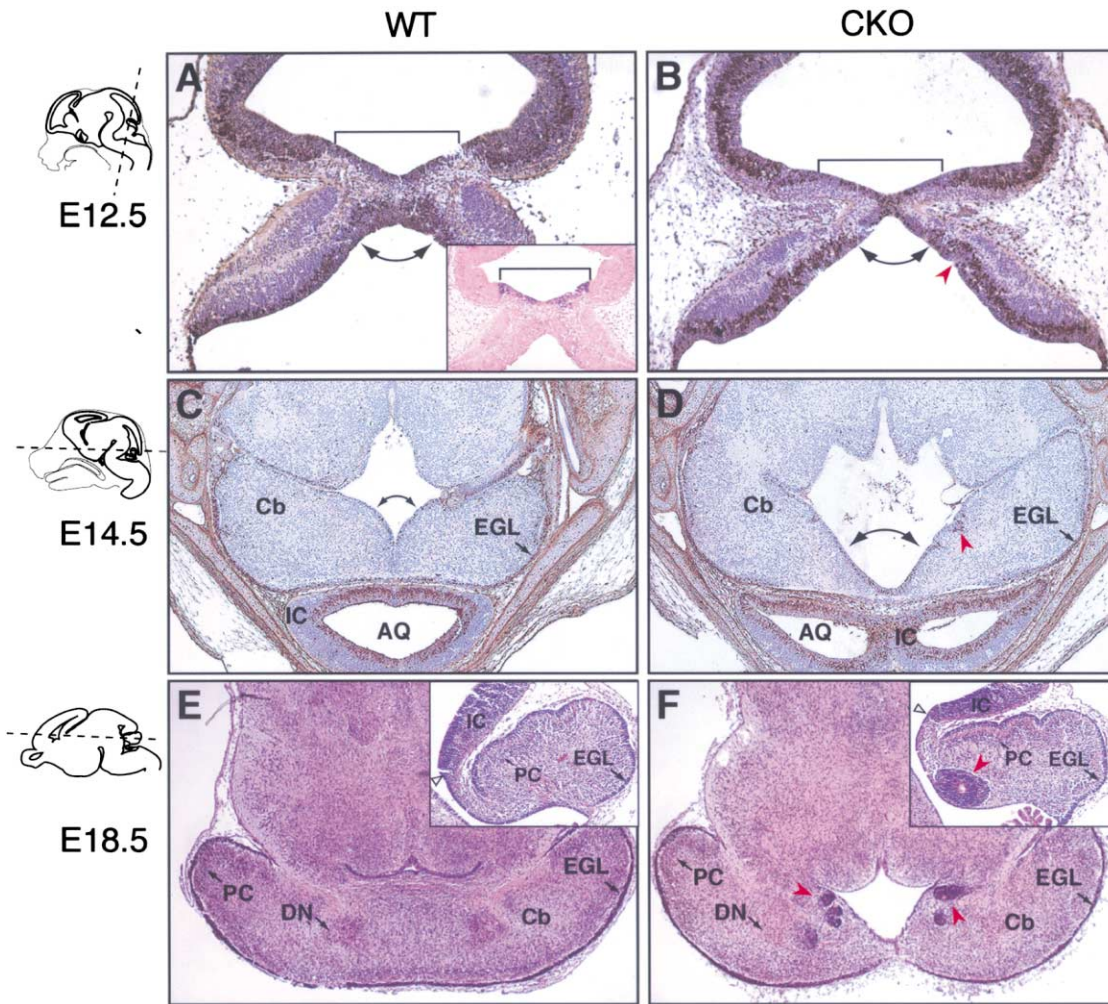 WT
CKO
E12.5
A
B
E14.5
C
Cb
EGL
IC
AQ
D
Cb
EGL
AQ
IC
E18.5
E
IC
PC
EGL
PC
DN
EGL
Cb
F
IC
PC
EGL
PC
DN
EGL
Cb